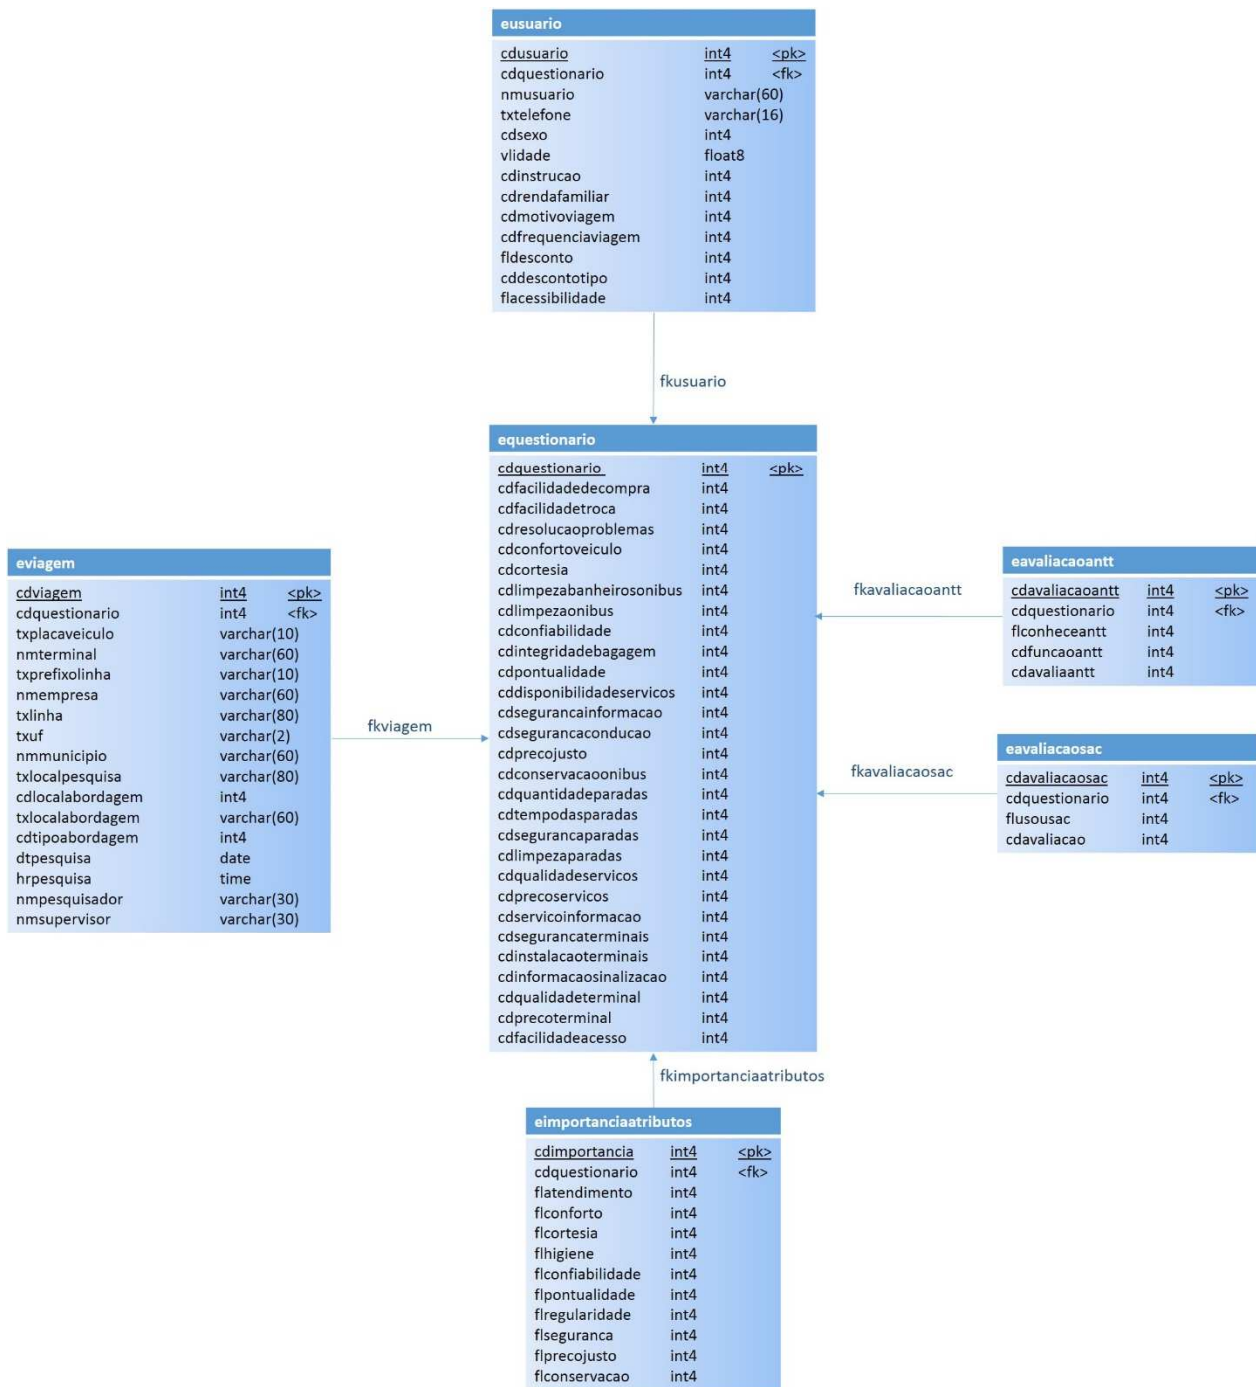 eusuario
cdusuario int4 <pk>
cdquestionario int4 <fk>
nmusuario varchar(60)
txtelefone varchar(16)
cdsexo int4
vlidade float8
cdinstrucao int4
cdrendafamiliar int4
cdmotivoviagem int4
cdfrequenciaviagem int4
fldesconto int4
cddescontotipo int4
flacessibilidade int4
fkusuario
equestionario
cdquestionario int4 <pk>
cdfacilidadedecompra int4
cdfacilidadetroca int4
cdresolucaoproblemas int4
cdconfortoveiculo int4
cdcortesia int4
cdlimpezabanheirosonibus int4
cdlimpezaonibus int4
cdconfiabilidade int4
cdintegridadebagagem int4
cdpontualidade int4
cddisponibilidadeservicos int4
cdsegurancainformacao int4
cdsegurancaconducao int4
cdprecojusto int4
cdconservacaoonibus int4
cdquantidadeparadas int4
cdtempodasparadas int4
cdsegurancaparadas int4
cdlimpezaparadas int4
cdqualidadeservicos int4
cdprecoservicos int4
cdservicoinformacao int4
cdsegurancaterminais int4
cdinstalacaoterminais int4
cdinformacaosinalizacao int4
cdqualidadeterminal int4
cdprecoterminal int4
cdfacilidadeacesso int4
eviagem
cdviagem int4 <pk>
cdquestionario int4 <fk>
txplacaveiculo varchar(10)
nmterminal varchar(60)
txprefixolinha varchar(10)
nmempresa varchar(60)
txlinha varchar(80)
txuf varchar(2)
nmmunicipio varchar(60)
txlocalpesquisa varchar(80)
cdlocalabordagem int4
txlocalabordagem varchar(60)
cdtipoabordagem int4
dtpesquisa date
hrpesquisa time
nmpesquisador varchar(30)
nmsupervisor varchar(30)
fkviagem
fkavaliacaoantt
eavaliacaoantt
cdavaliacaoantt int4 <pk>
cdquestionario int4 <fk>
flconheceantt int4
cdfuncaoantt int4
cdavaliaantt int4
fkavaliacaosac
eavaliacaosac
cdavaliacaosac int4 <pk>
cdquestionario int4 <fk>
flusousac int4
cdavaliacao int4
fkimportanciaatributos
eimportanciaatributos
cdimportancia int4 <pk>
cdquestionario int4 <fk>
flatendimento int4
flconforto int4
flcortesia int4
flhigiene int4
flconfiabilidade int4
flpontualidade int4
flregularidade int4
flseguranca int4
flprecojusto int4
flconservacao int4